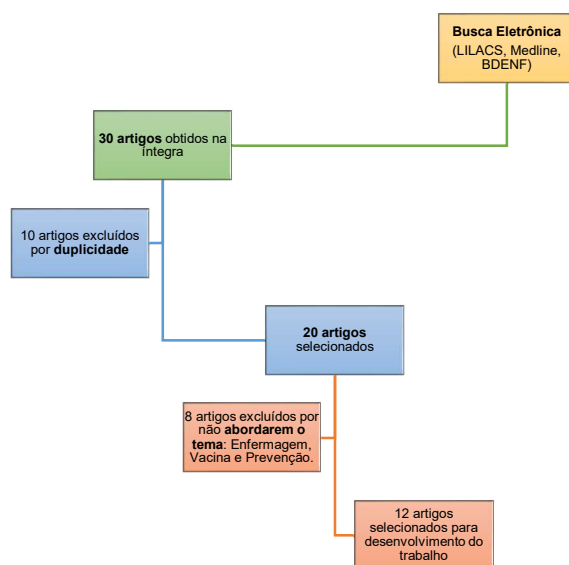 Busca Eletrônica
(LILACS, Medline,
BDENF)
30 artigos obtidos na
íntegra
10 artigos excluídos
por duplicidade
20 artigos
selecionados
8 artigos excluídos por
não abordarem o
tema: Enfermagem,
Vacina e Prevenção.
12 artigos
selecionados para
desenvolvimento do
trabalho